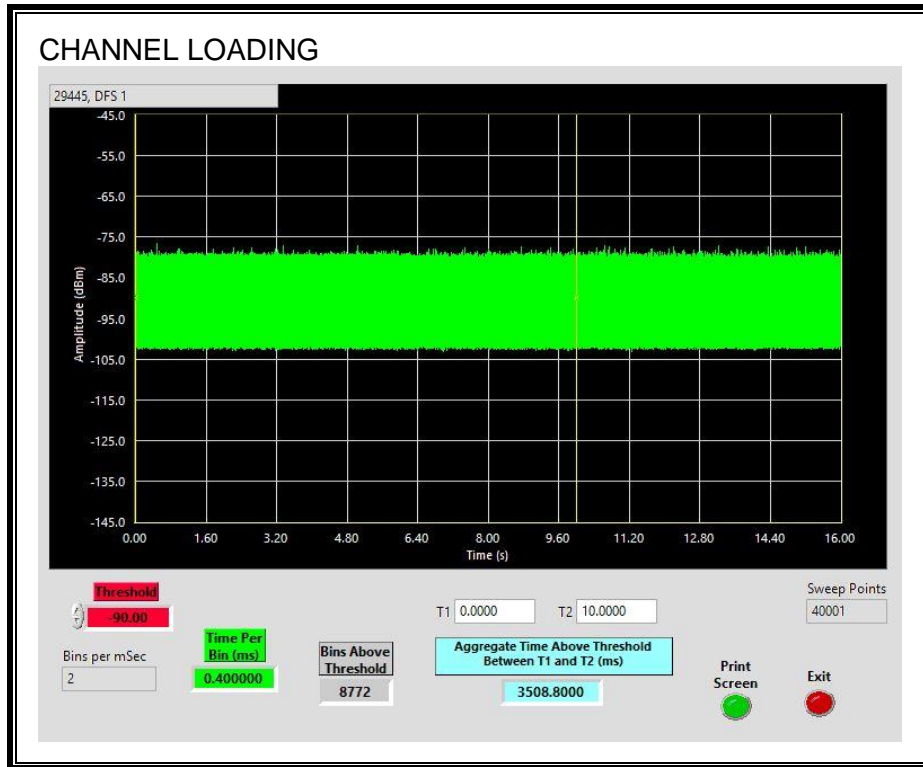 CHANNEL LOADING
29445, DFS 1
-45.0
-55.0
-65.0
-75.0
-85.0
-95.0
-105.0
-115.0
-125.0
-135.0
-145.0
Amplitude (dBm)
0.00 1.60 3.20 4.80 6.40 8.00 9.60 11.20 12.80 14.40 16.00
Time (s)
Threshold
-90.00
Bins per mSec
2
Time Per
Bin (ms)
0.400000
Bins Above
Threshold
8772
T1 0.0000 T2 10.0000
Aggregate Time Above Threshold
Between T1 and T2 (ms)
3508.8000
Sweep Points
40001
Print
Screen
Exit